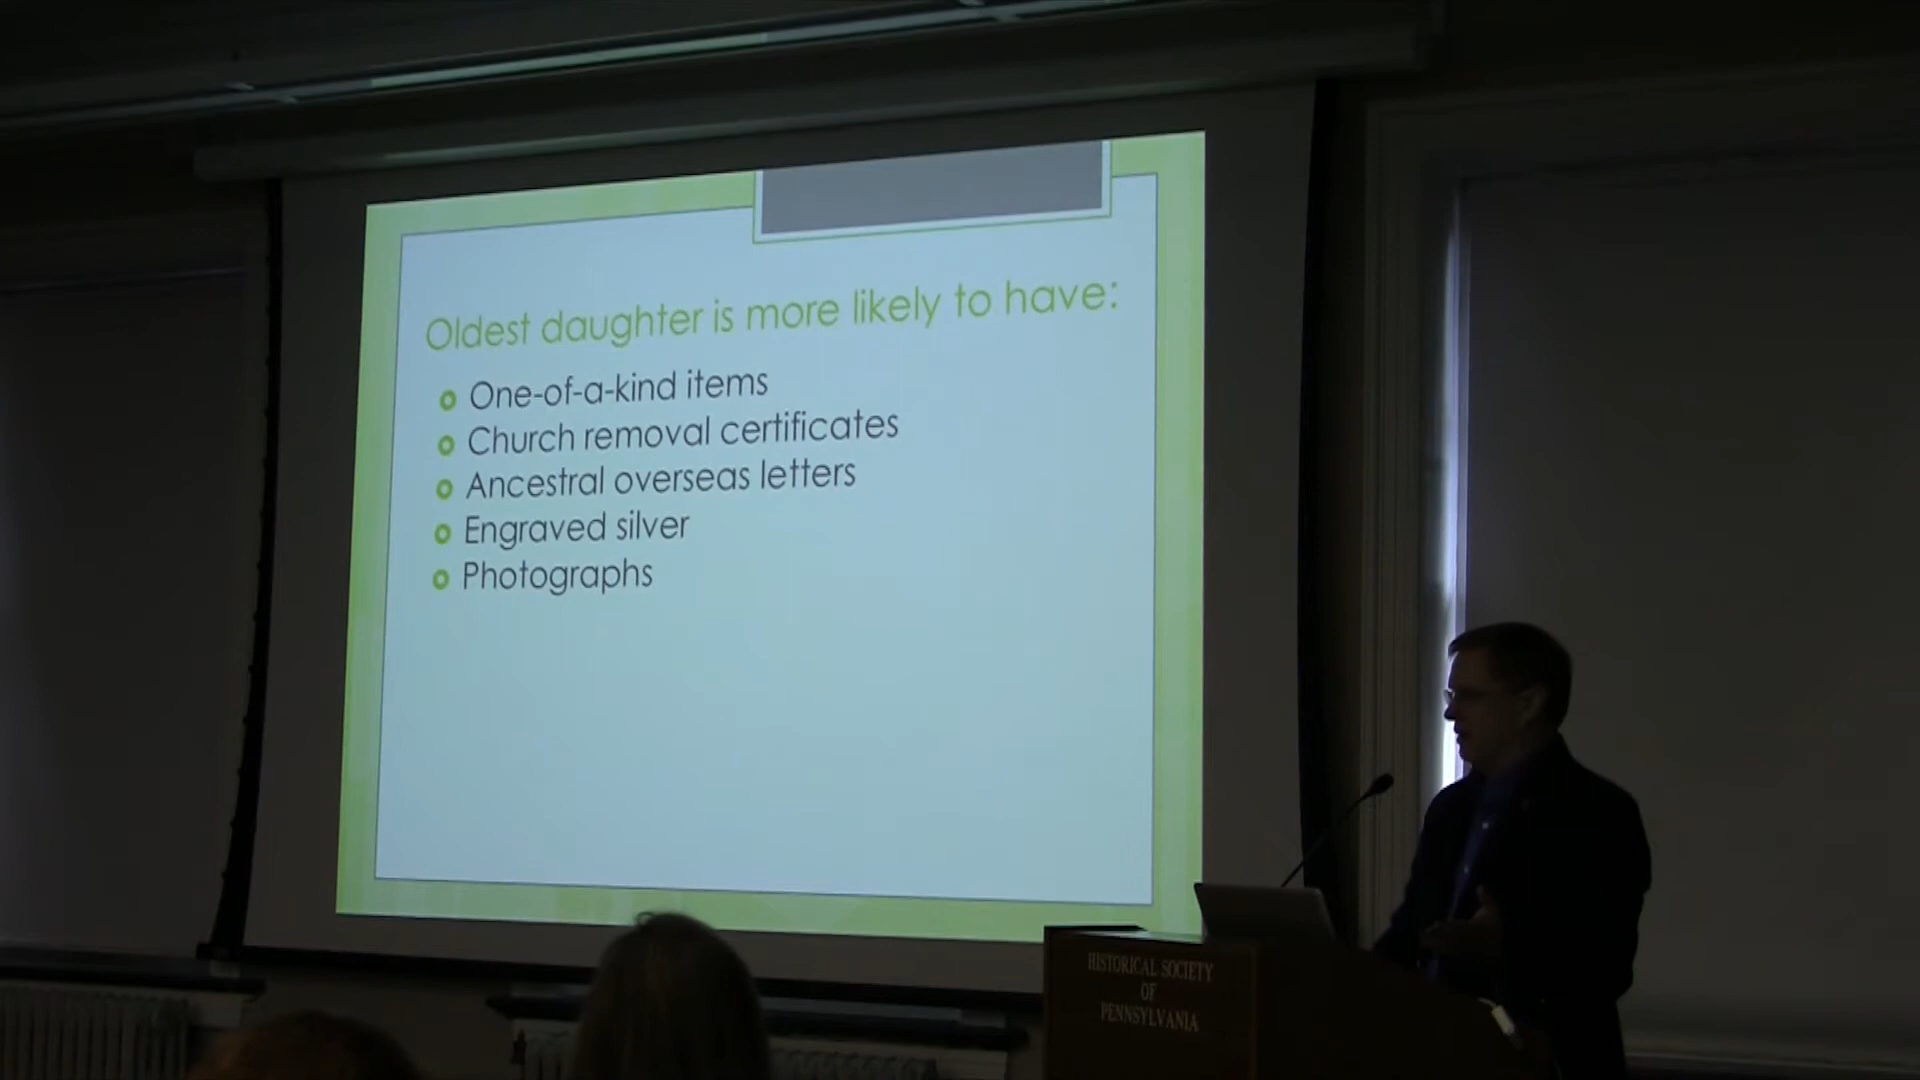 Oldest daughter is more likely to have:
One-of-a-kind items
Church removal certificates
Ancestral overseas letters
Engraved silver
Photographs
HISTORICAL SOCIETY
OF
PENNSYLVANIA